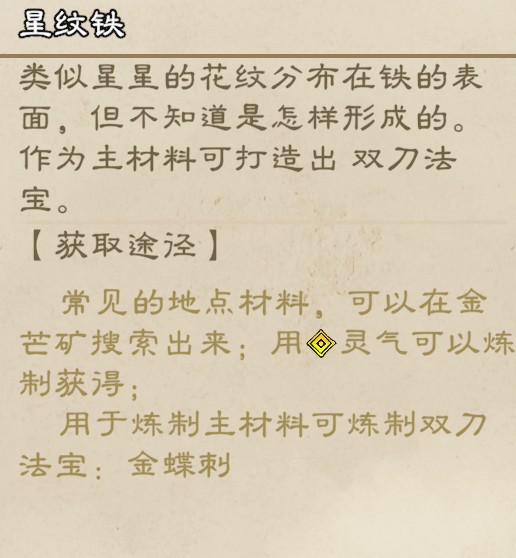 星纹铁
类似星星的花纹分布在铁的表
面，但不知道是怎样形成的。
作为主材料可打造出 双刀法
宝。
【获取途径】
常见的地点材料，可以在金
芒矿搜索出来；用灵气可以炼
制获得；
用于炼制主材料可炼制双刀
法宝：金蝶刺